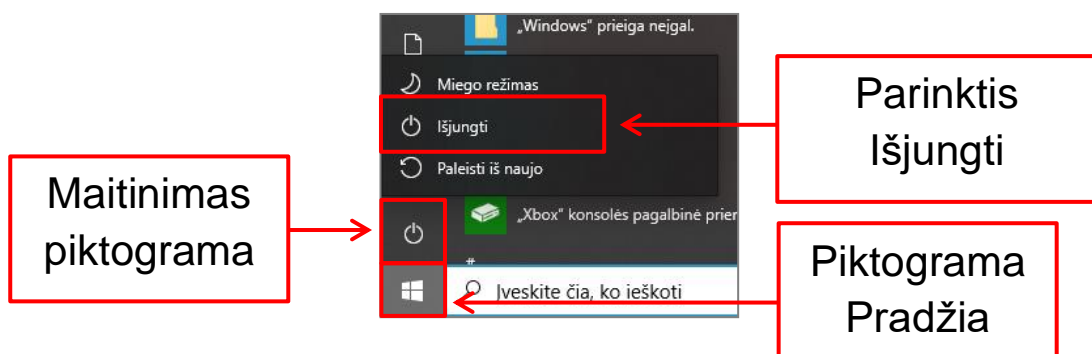 „Windows“ prieiga neįgal.
Miego režimas
Išjungti
Paleisti iš naujo
„Xbox“ konsolės pagalbinė prier
#
Įveskite čia, ko ieškoti
Maitinimas
piktograma
Parinktis
Išjungti
Piktograma
Pradžia